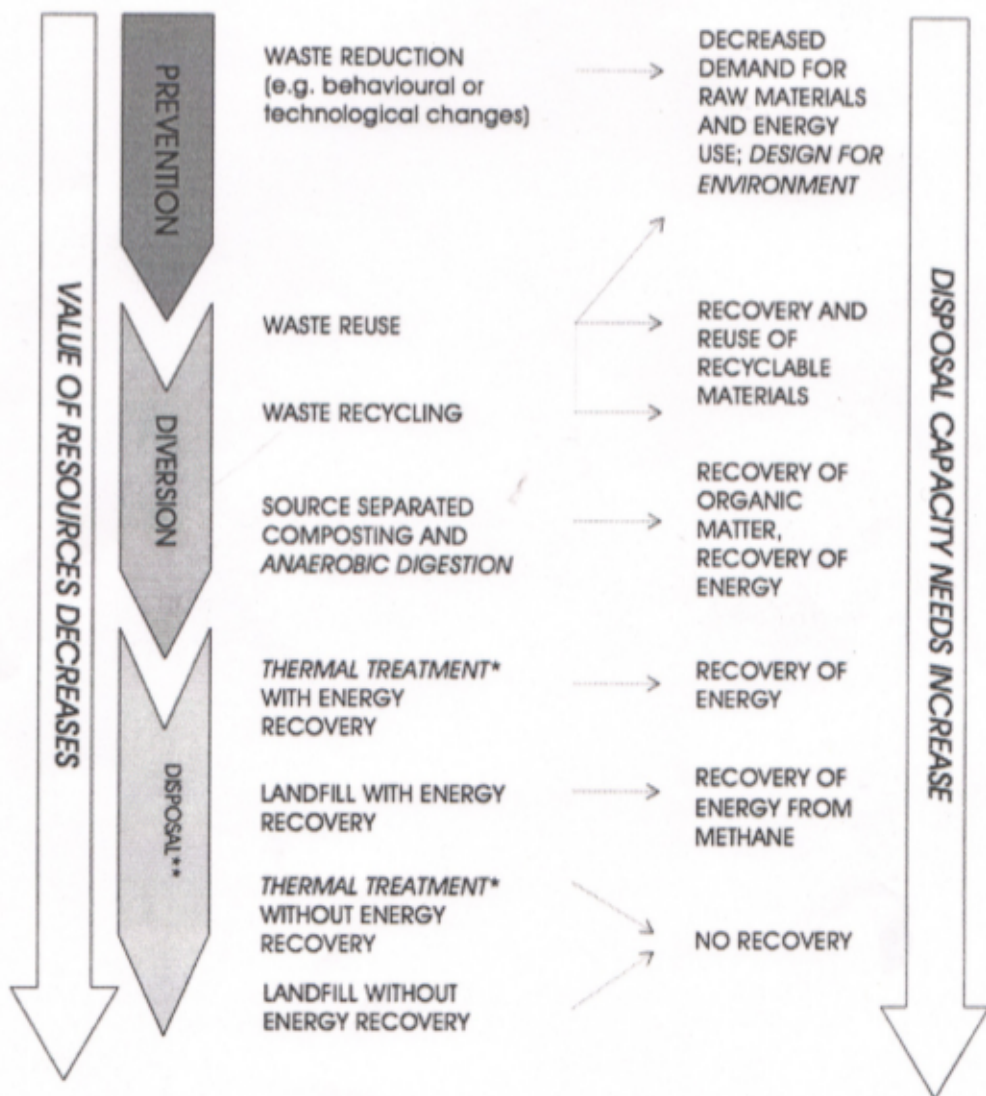 VALUE OF RESOURCES DECREASES
PREVENTION
WASTE REDUCTION
(e.g. behavioural or
technological changes)
DECREASED
DEMAND FOR
RAW MATERIALS
AND ENERGY
USE; DESIGN FOR
ENVIRONMENT
DIVERSION
WASTE REUSE
WASTE RECYCLING
RECOVERY AND
REUSE OF
RECYCLABLE
MATERIALS
SOURCE SEPARATED
COMPOSTING AND
ANAEROBIC DIGESTION
RECOVERY OF
ORGANIC
MATTER,
RECOVERY OF
ENERGY
DISPOSAL**
THERMAL TREATMENT*
WITH ENERGY
RECOVERY
RECOVERY OF
ENERGY
LANDFILL WITH ENERGY
RECOVERY
RECOVERY OF
ENERGY FROM
METHANE
THERMAL TREATMENT*
WITHOUT ENERGY
RECOVERY
LANDFILL WITHOUT
ENERGY RECOVERY
NO RECOVERY
DISPOSAL CAPACITY NEEDS INCREASE